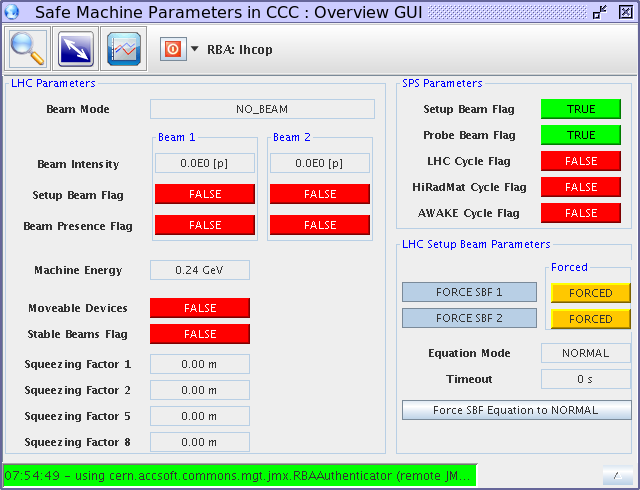 Safe Machine Parameters in CCC : Overview GUI
RBA: lhcop
LHC Parameters
Beam Mode NO_BEAM
Beam 1 Beam 2
Beam Intensity 0.0E0 [p] 0.0E0 [p]
Setup Beam Flag FALSE FALSE
Beam Presence Flag FALSE FALSE
Machine Energy 0.24 GeV
Moveable Devices FALSE
Stable Beams Flag FALSE
Squeezing Factor 1 0.00 m
Squeezing Factor 2 0.00 m
Squeezing Factor 5 0.00 m
Squeezing Factor 8 0.00 m
SPS Parameters
Setup Beam Flag TRUE
Probe Beam Flag TRUE
LHC Cycle Flag FALSE
HiRadMat Cycle Flag FALSE
AWAKE Cycle Flag FALSE
LHC Setup Beam Parameters
Forced
FORCE SBF 1 FORCED
FORCE SBF 2 FORCED
Equation Mode NORMAL
Timeout 0 s
Force SBF Equation to NORMAL
07:54:49 – using cern.accsoft.commons.mgt.jmx.RBAAuthenticator (remote JM...